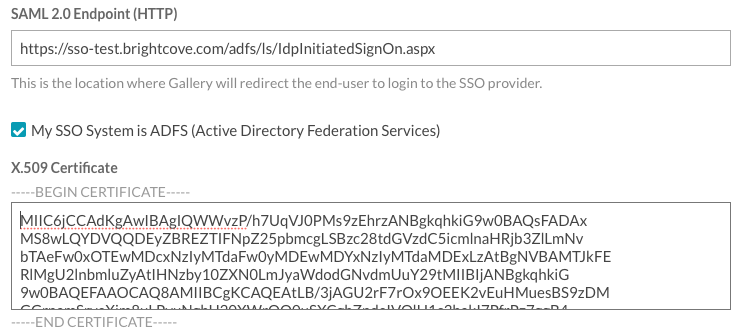 SAML 2.0 Endpoint (HTTP)
https://sso-test.brightcove.com/adfs/ls/IdpInitiatedSignOn.aspx
This is the location where Gallery will redirect the end-user to login to the SSO provider.
My SSO System is ADFS (Active Directory Federation Services)
X.509 Certificate
-----BEGIN CERTIFICATE-----
MIIC6jCCAdKgAwIBAgIQWWvzP/h7UqVJ0PMs9zEhrzANBgkqhkiG9w0BAQsFADAx
MS8wLQYDVQQDEyZBREZTIFNpZ25pbmcgLSBzc28tdGVzdC5icmlnaHRjb3ZlLmNv
bTAeFw0xOTEwMDcxNzIyMTdaFw0yMDEwMDYxNzIyMTdaMDExLzAtBgNVBAMTJkFE
RlMgU2lnbmluZyAtIHNzby10ZXN0LmJyaWdodGNvdmUuY29tMIIBIjANBgkqhkiG
9w0BAQEFAAOCAQ8AMIIBCgKCAQEAtLB/3jAGU2rF7rOx9OEEK2vEuHMuesBS9zDM
-----END CERTIFICATE-----